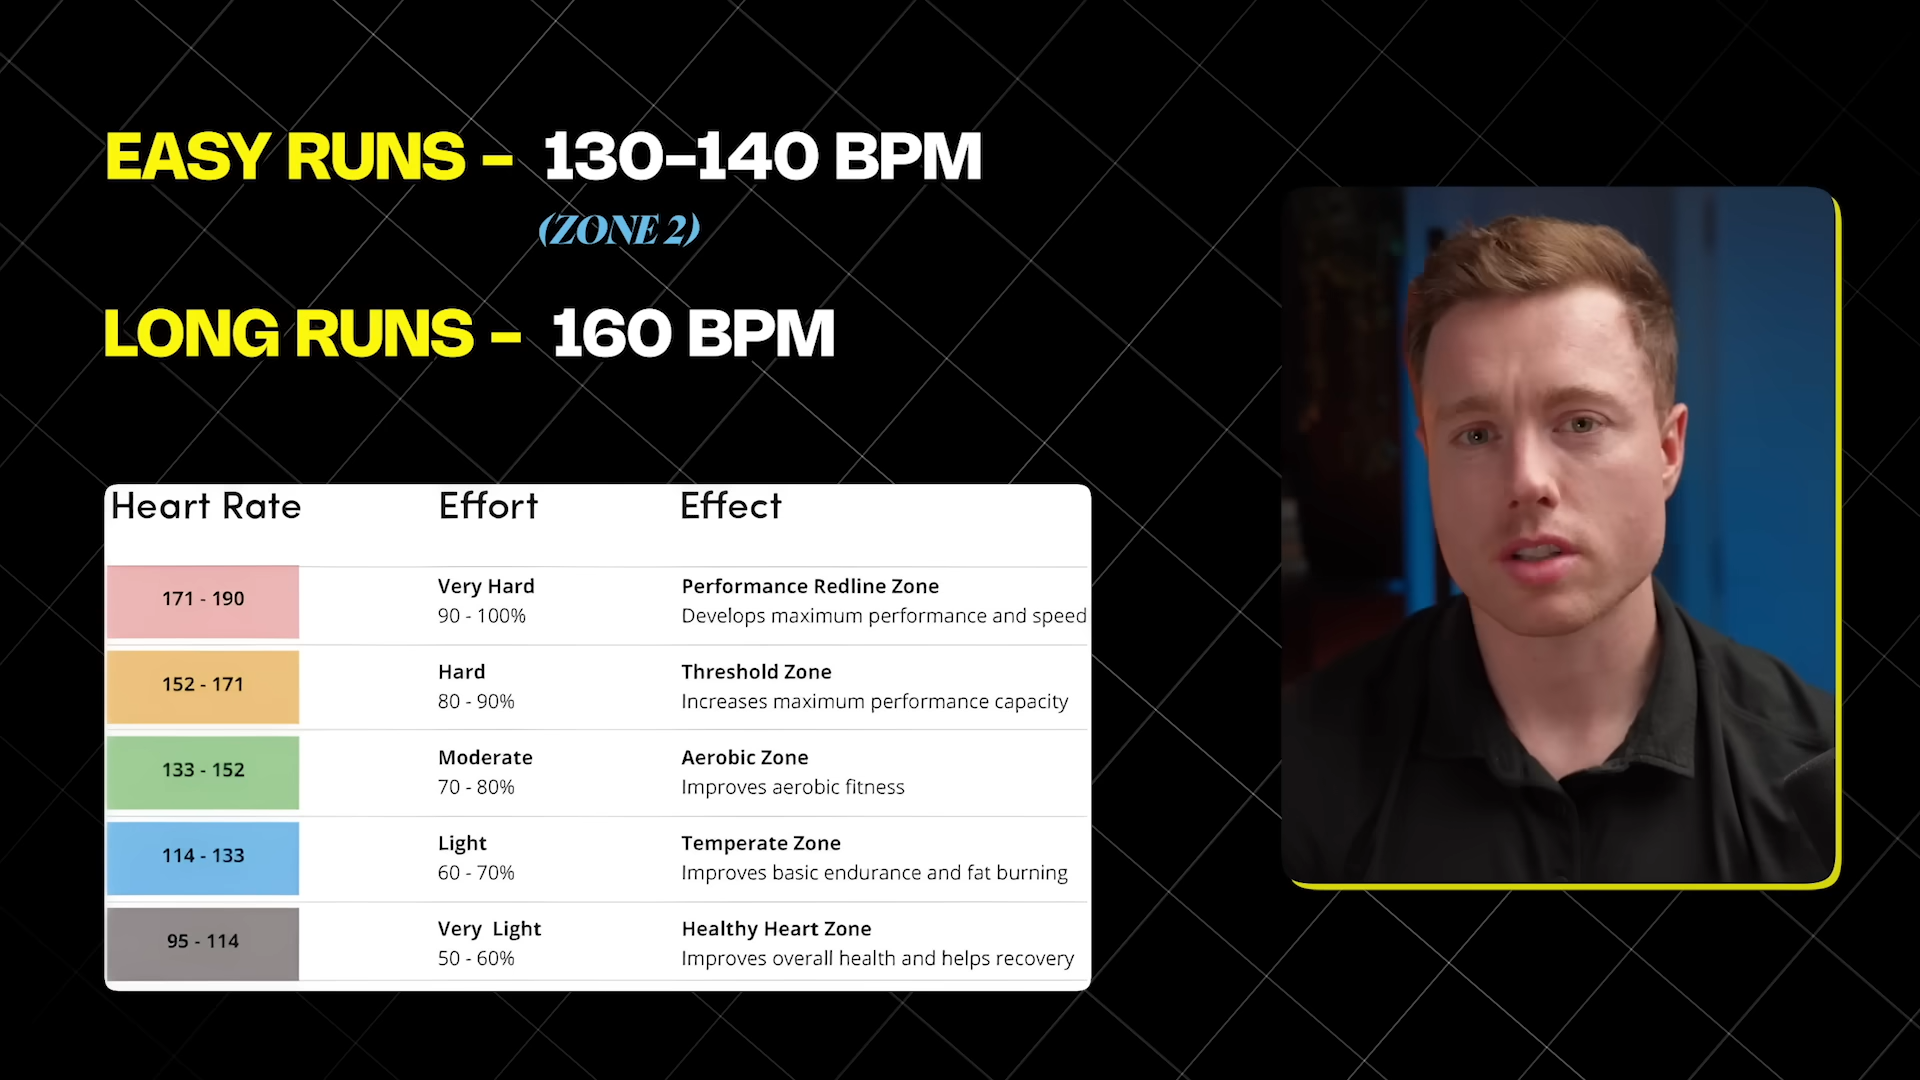 EASY RUNS – 130–140 BPM
(ZONE 2)
LONG RUNS – 160 BPM
Heart Rate Effort Effect
171 - 190 Very Hard Performance Redline Zone
90 - 100% Develops maximum performance and speed
152 - 171 Hard Threshold Zone
80 - 90% Increases maximum performance capacity
133 - 152 Moderate Aerobic Zone
70 - 80% Improves aerobic fitness
114 - 133 Light Temperate Zone
60 - 70% Improves basic endurance and fat burning
95 - 114 Very Light Healthy Heart Zone
50 - 60% Improves overall health and helps recovery